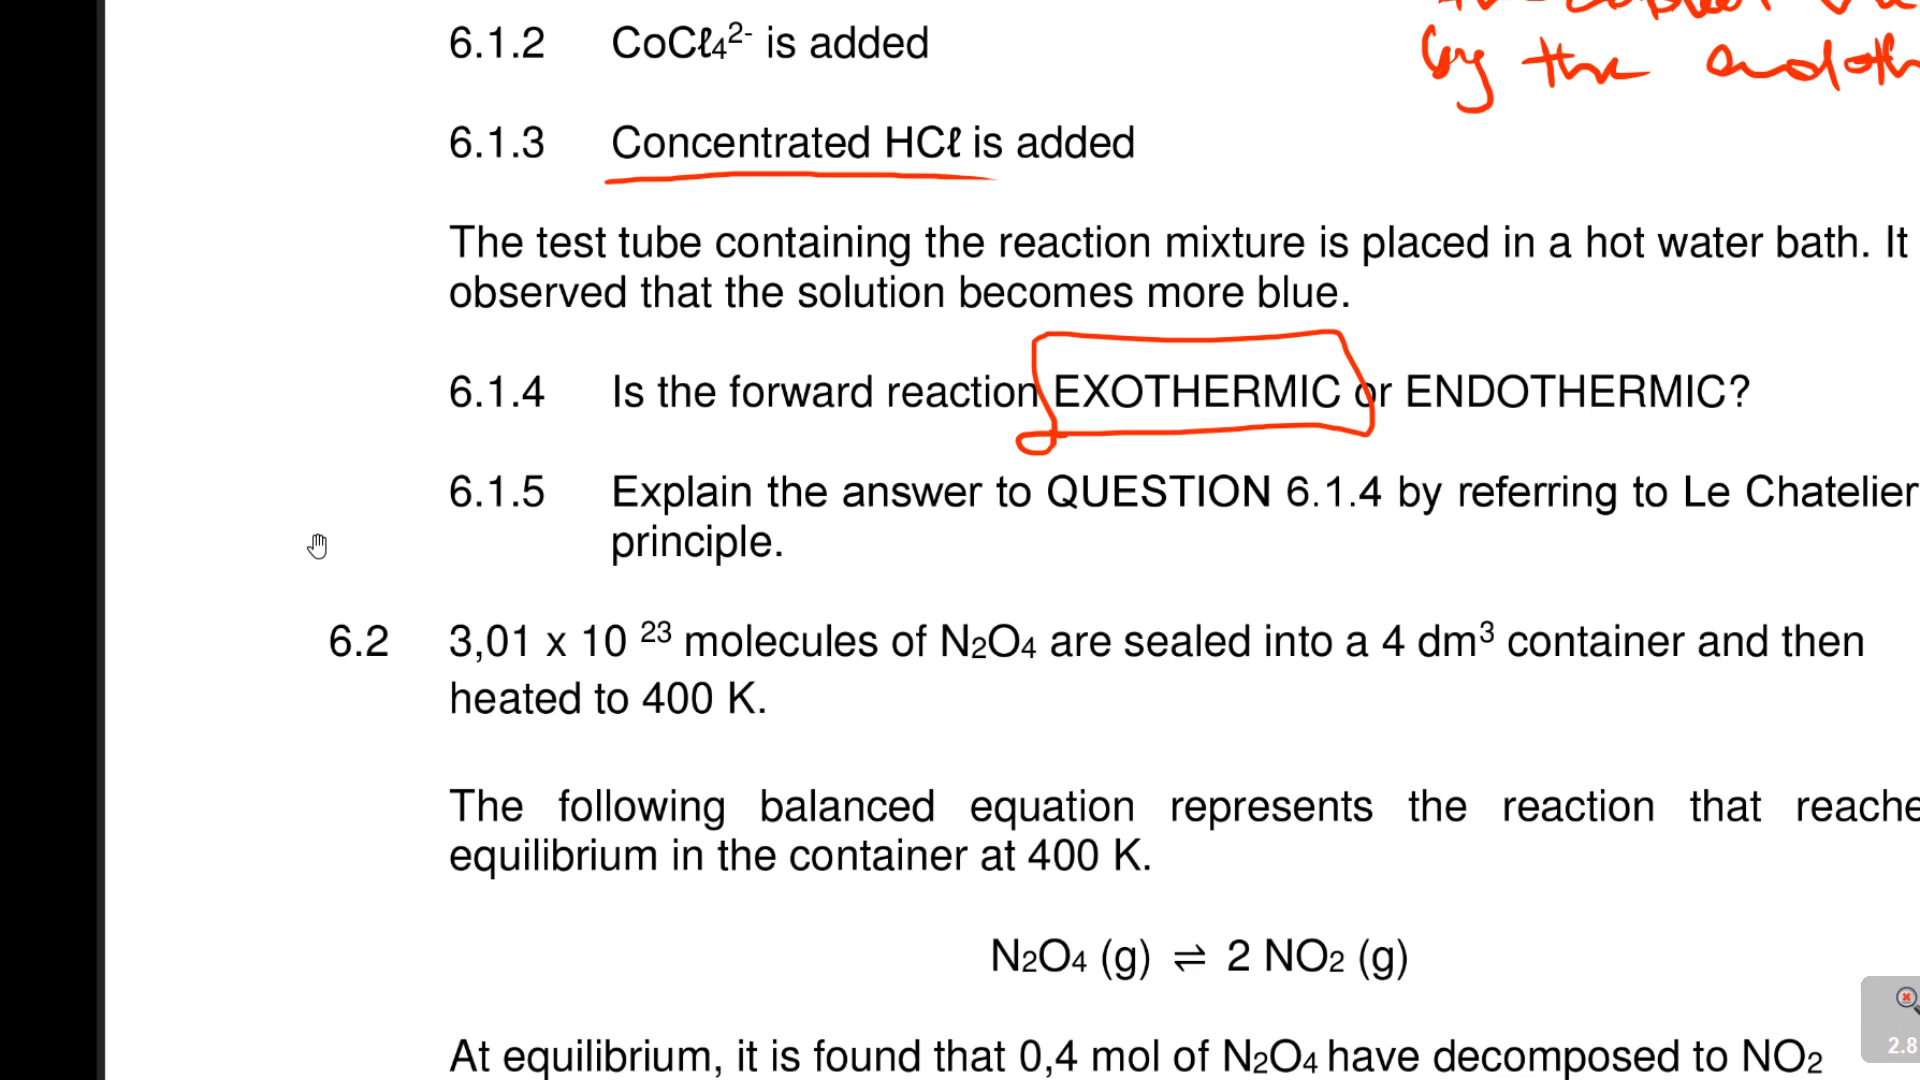 6.1.2 CoCℓ₄²⁻ is added
by the endoth
6.1.3 Concentrated HCℓ is added
The test tube containing the reaction mixture is placed in a hot water bath. It
observed that the solution becomes more blue.
6.1.4 Is the forward reaction EXOTHERMIC or ENDOTHERMIC?
6.1.5 Explain the answer to QUESTION 6.1.4 by referring to Le Chatelier
principle.
6.2 3,01 x 10 ²³ molecules of N₂O₄ are sealed into a 4 dm³ container and then
heated to 400 K.
The following balanced equation represents the reaction that reache
equilibrium in the container at 400 K.
N₂O₄ (g) ⇌ 2 NO₂ (g)
At equilibrium, it is found that 0,4 mol of N₂O₄ have decomposed to NO₂
2.8